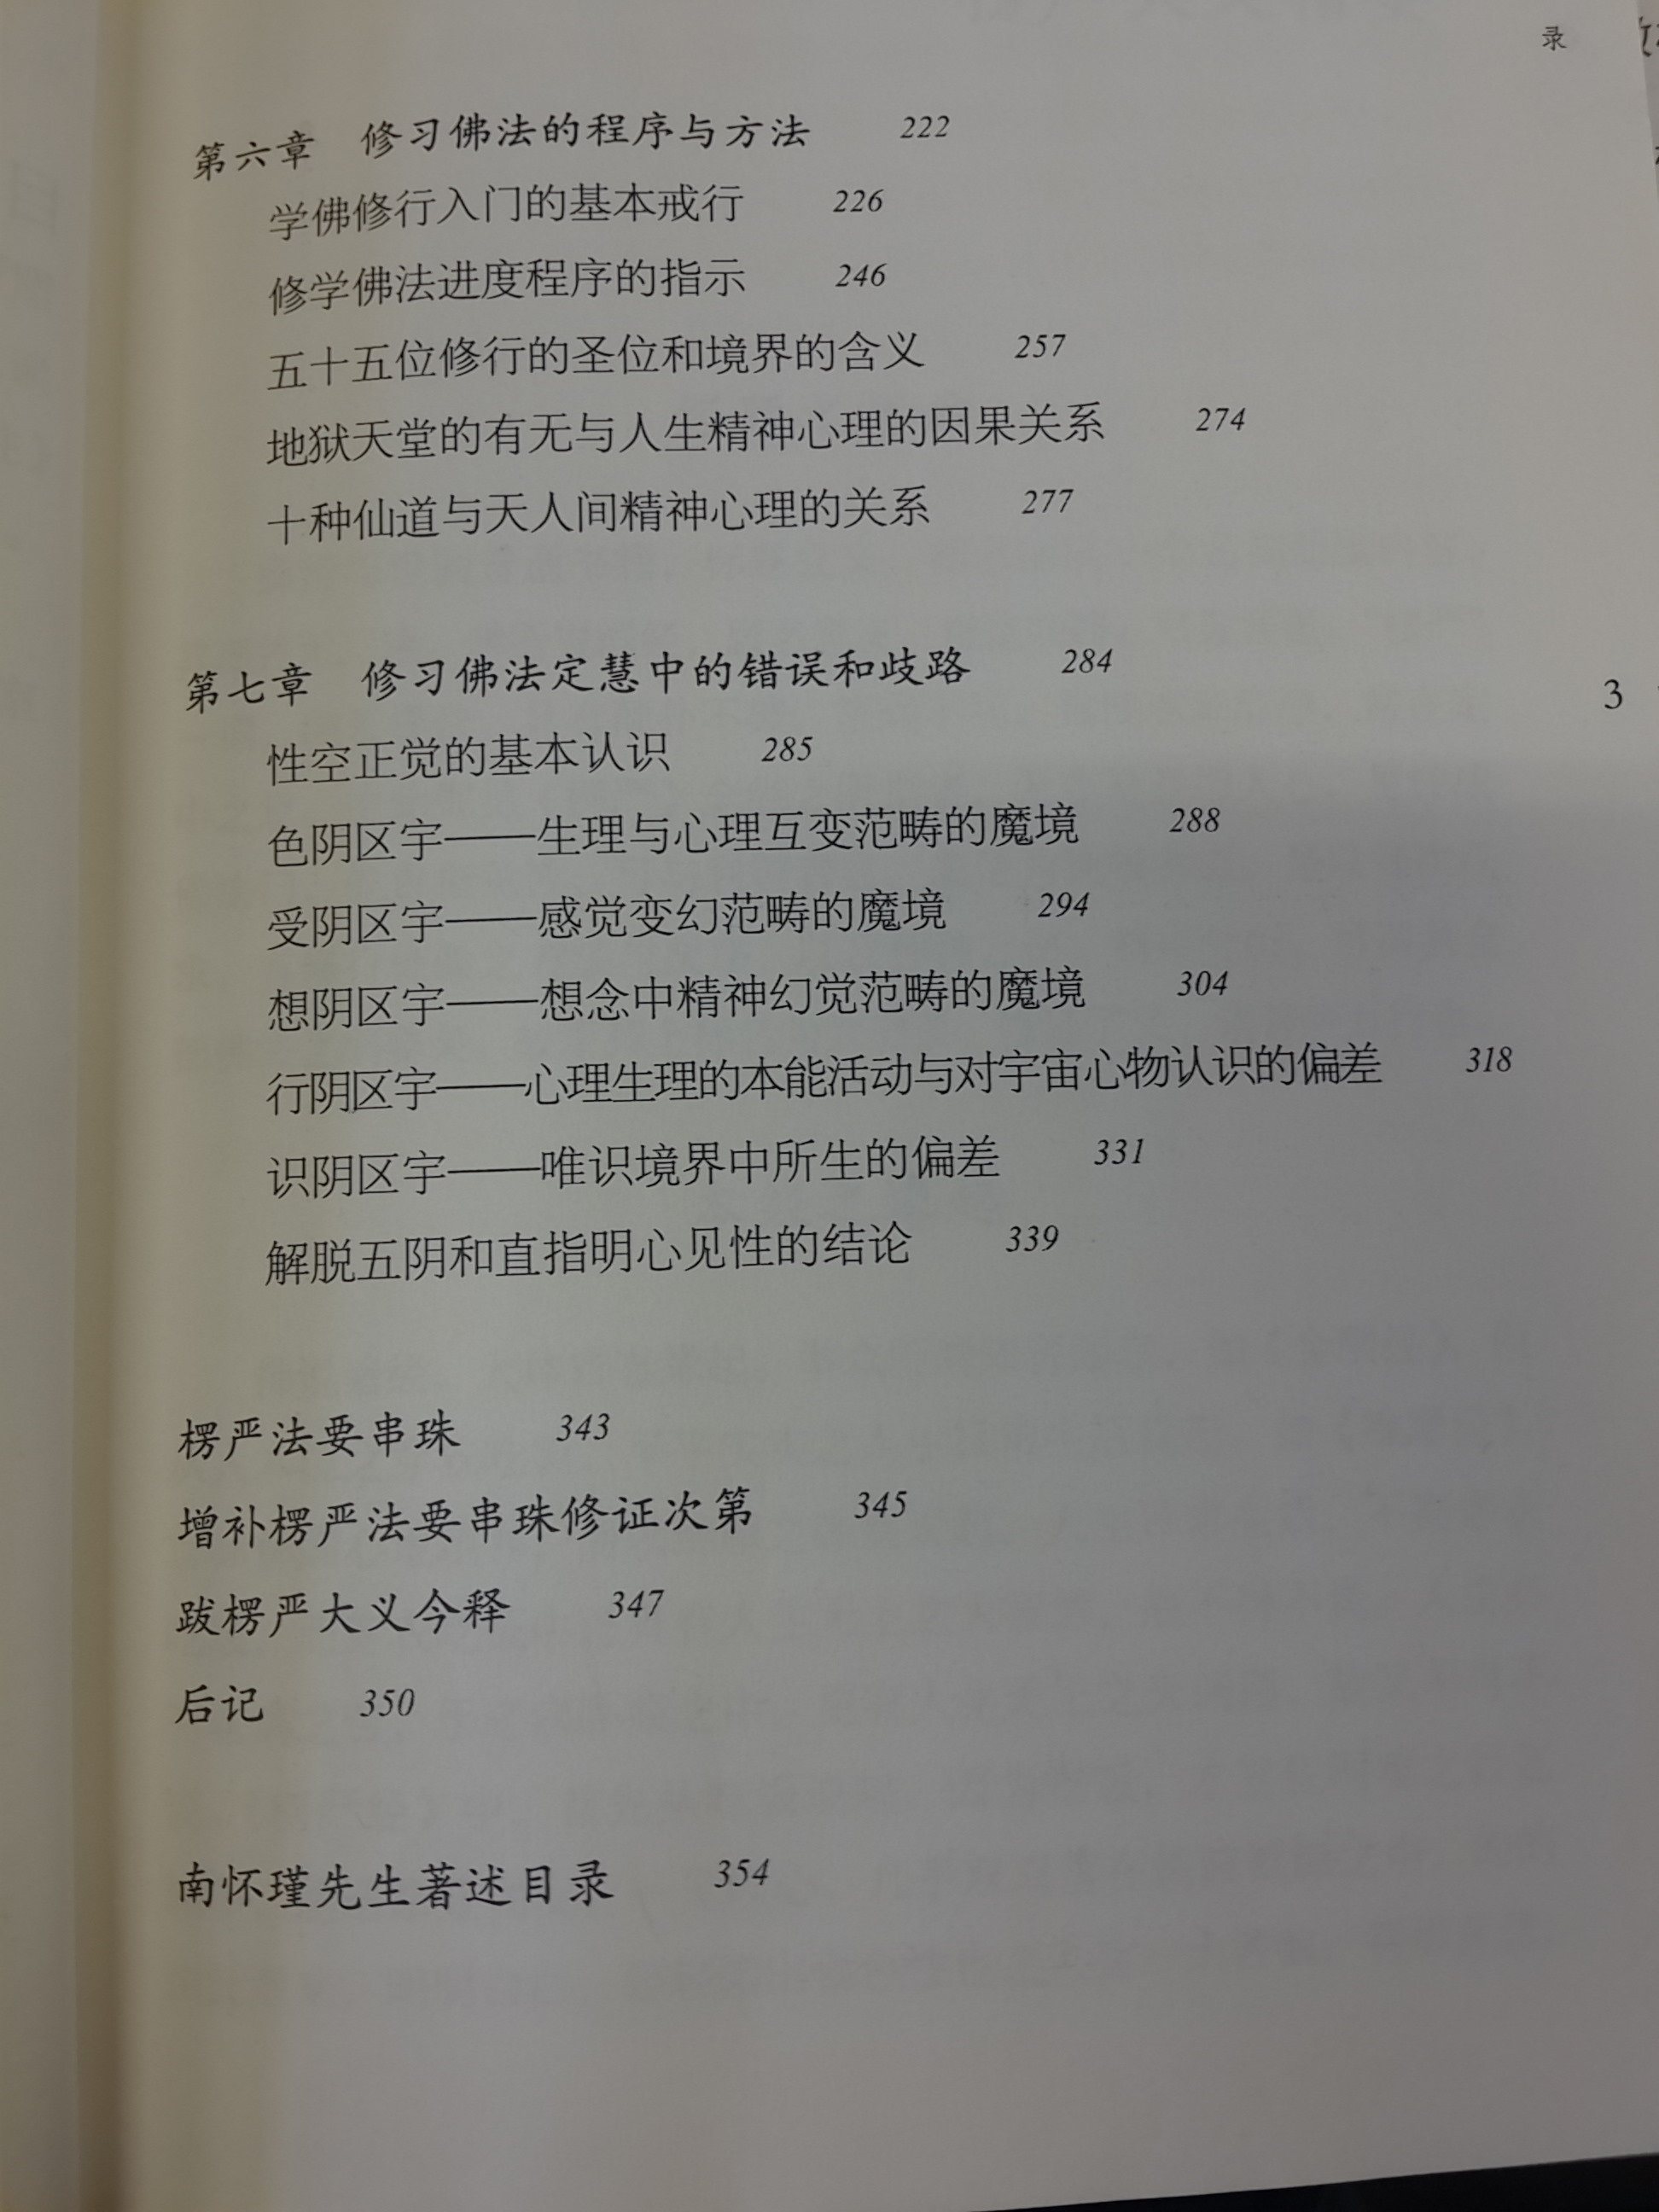 录
第六章 修习佛法的程序与方法 222
学佛修行入门的基本戒行 226
修学佛法进度程序的指示 246
五十五位修行的圣位和境界的含义 257
地狱天堂的有无与人生精神心理的因果关系 274
十种仙道与天人间精神心理的关系 277
第七章 修习佛法定慧中的错误和歧路 284
3
性空正觉的基本认识 285
色阴区宇——生理与心理互变范畴的魔境 288
受阴区宇——感觉变幻范畴的魔境 294
想阴区宇——想念中精神幻觉范畴的魔境 304
行阴区宇——心理生理的本能活动与对宇宙心物认识的偏差 318
识阴区宇——唯识境界中所生的偏差 331
解脱五阴和直指明心见性的结论 339
楞严法要串珠 343
增补楞严法要串珠修证次第 345
跋楞严大义今释 347
后记 350
南怀瑾先生著述目录 354